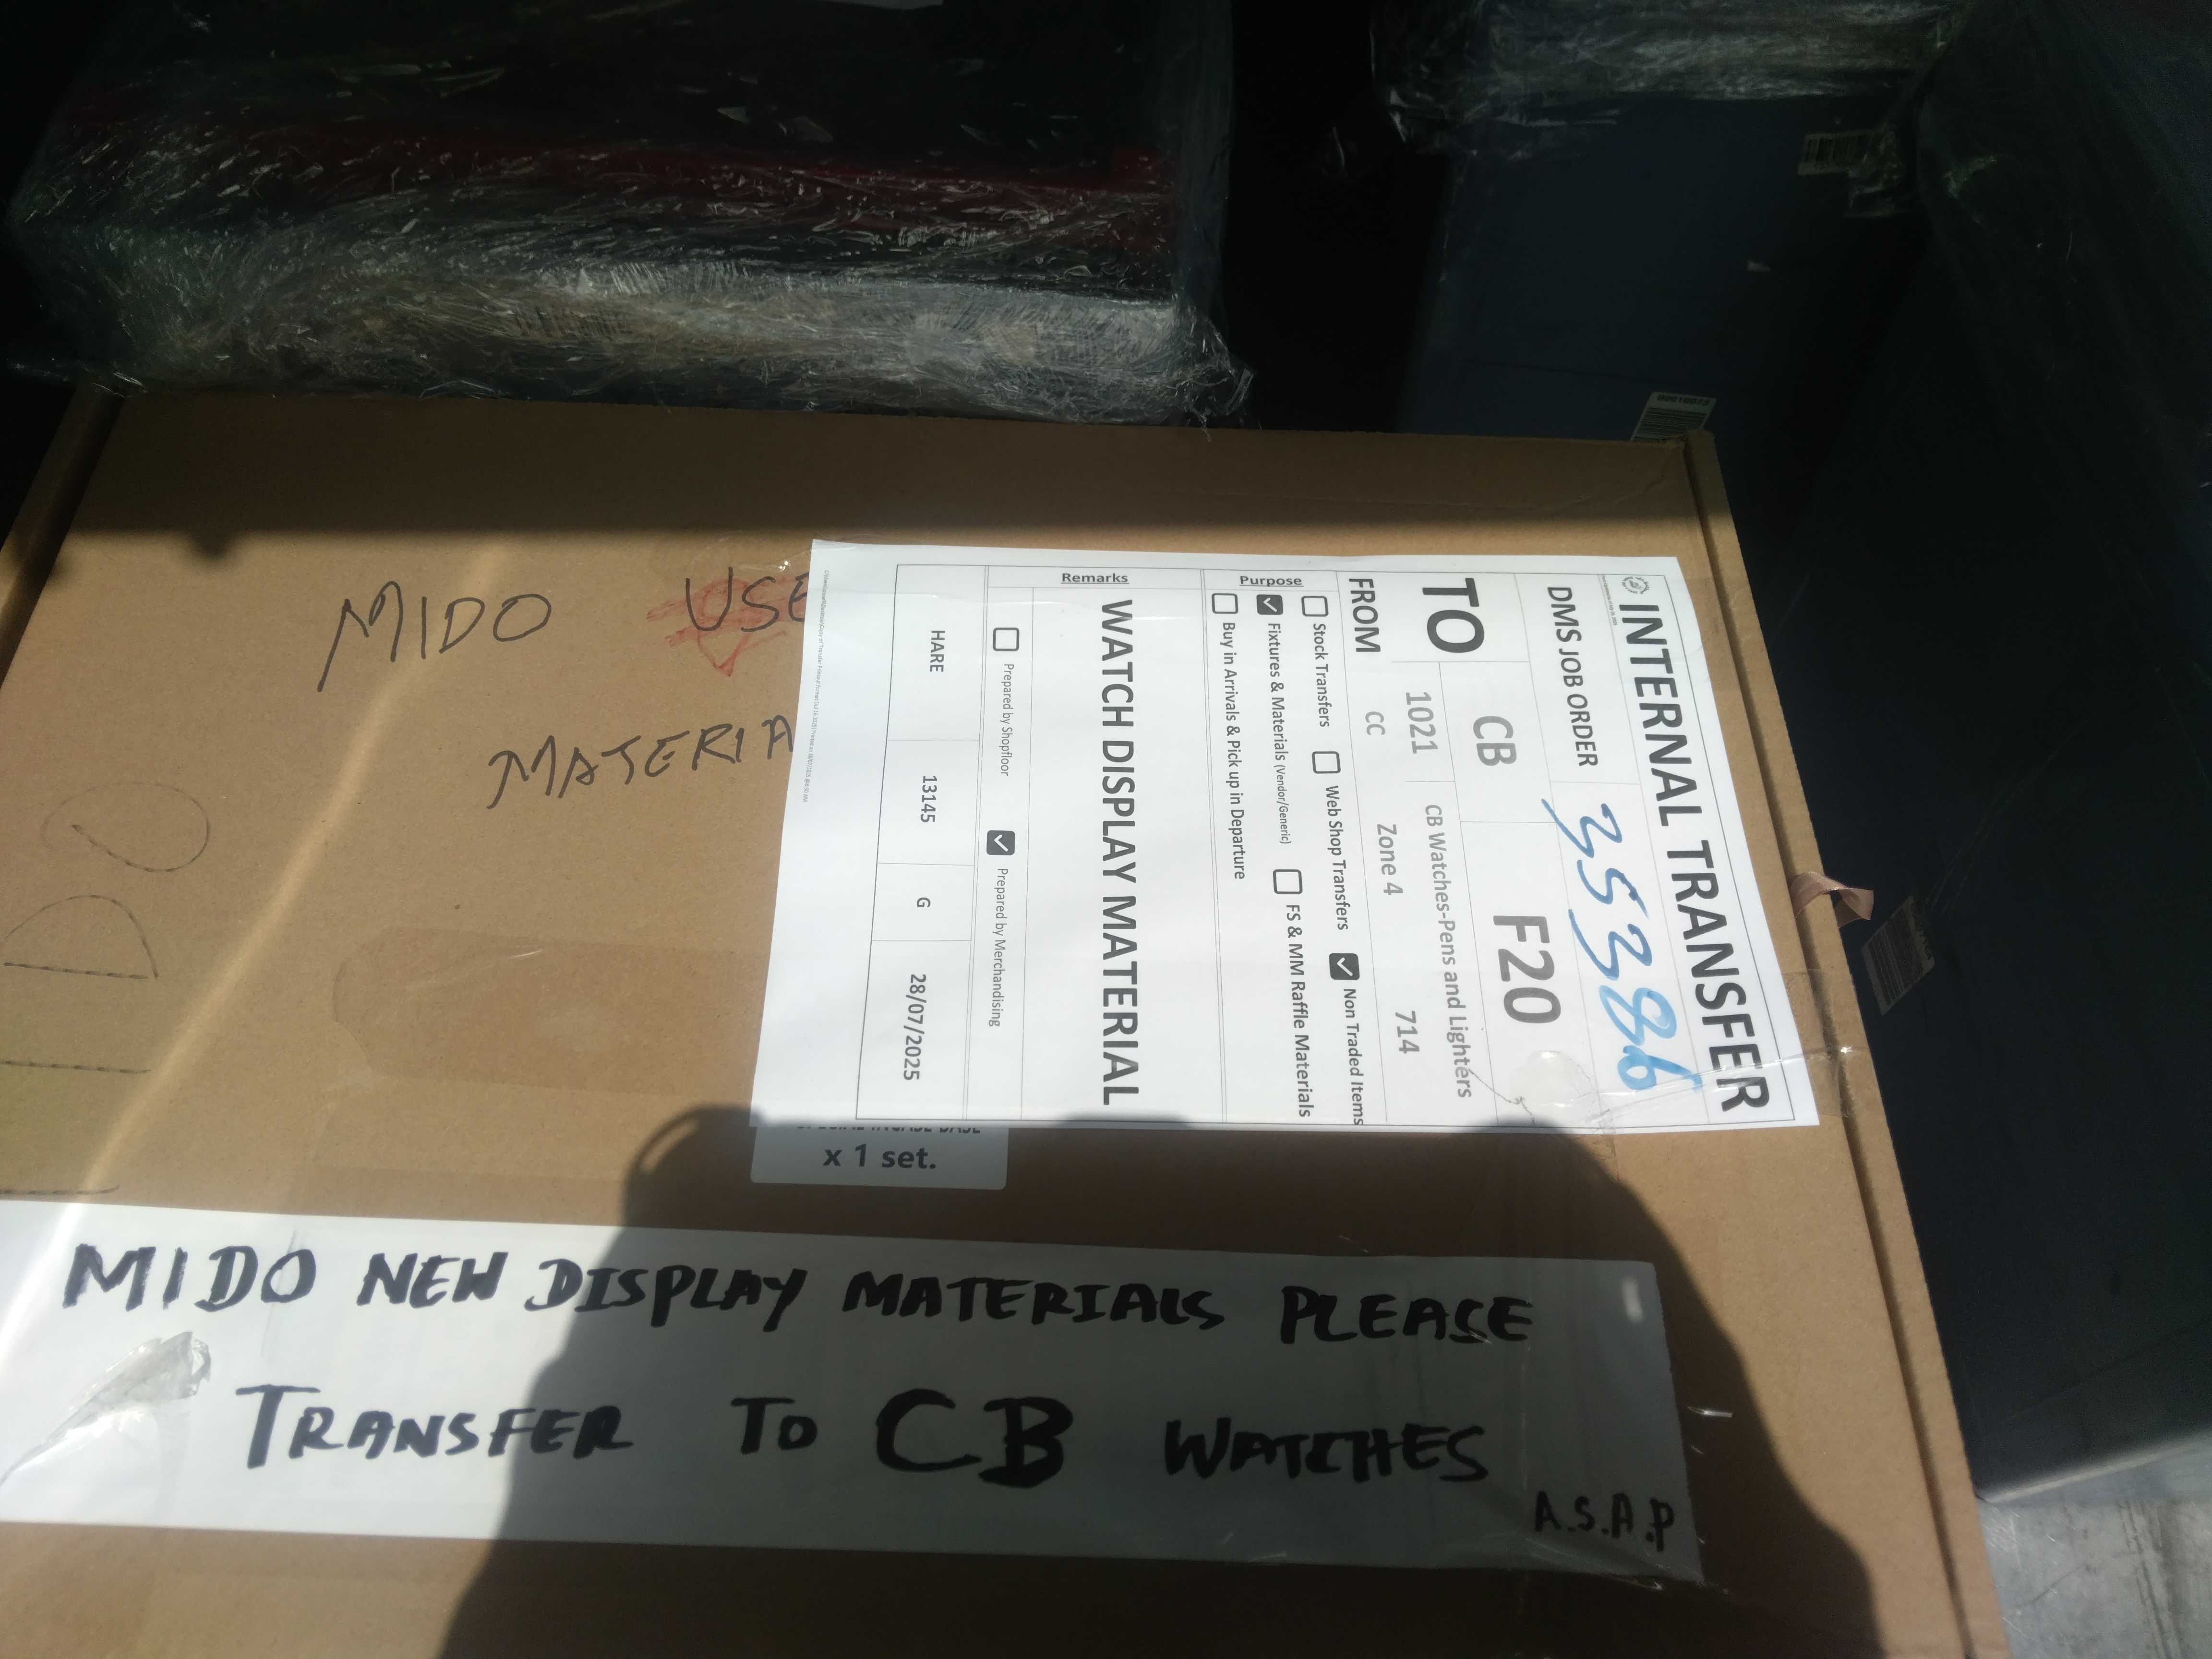 INTERNAL TRANSFER
DMS JOB ORDER 35386
TO CB F20
1021 CB Watches-Pens and Lighters
FROM CC Zone 4 714
Purpose
Stock Transfers Web Shop Transfers Non Traded Items
Fixtures & Materials (Vendor/Generic) FS & MM Raffle Materials
Buy in Arrivals & Pick up in Departure
Remarks
WATCH DISPLAY MATERIAL
Prepared by Shopfloor Prepared by Merchandising
HARE 13145 G 28/07/2025
MIDO USE
MATERIA
x 1 set.
MIDO NEW DISPLAY MATERIALS PLEASE
TRANSFER TO CB WATCHES
A.S.A.P